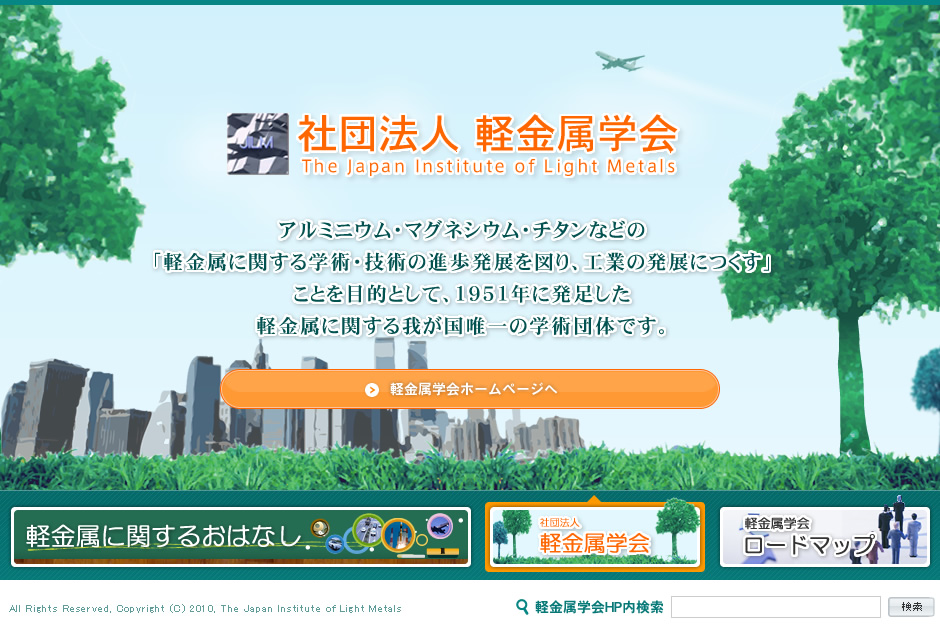 JILM
社団法人 軽金属学会
The Japan Institute of Light Metals
アルミニウム・マグネシウム・チタンなどの
「軽金属に関する学術・技術の進歩発展を図り、工業の発展につくす」
ことを目的として、1951年に発足した
軽金属に関する我が国唯一の学術団体です。
軽金属学会ホームページへ
軽金属に関するおはなし
社団法人
軽金属学会
軽金属学会
ロードマップ
All Rights Reserved, Copyright (C) 2010, The Japan Institute of Light Metals
軽金属学会HP内検索
検索